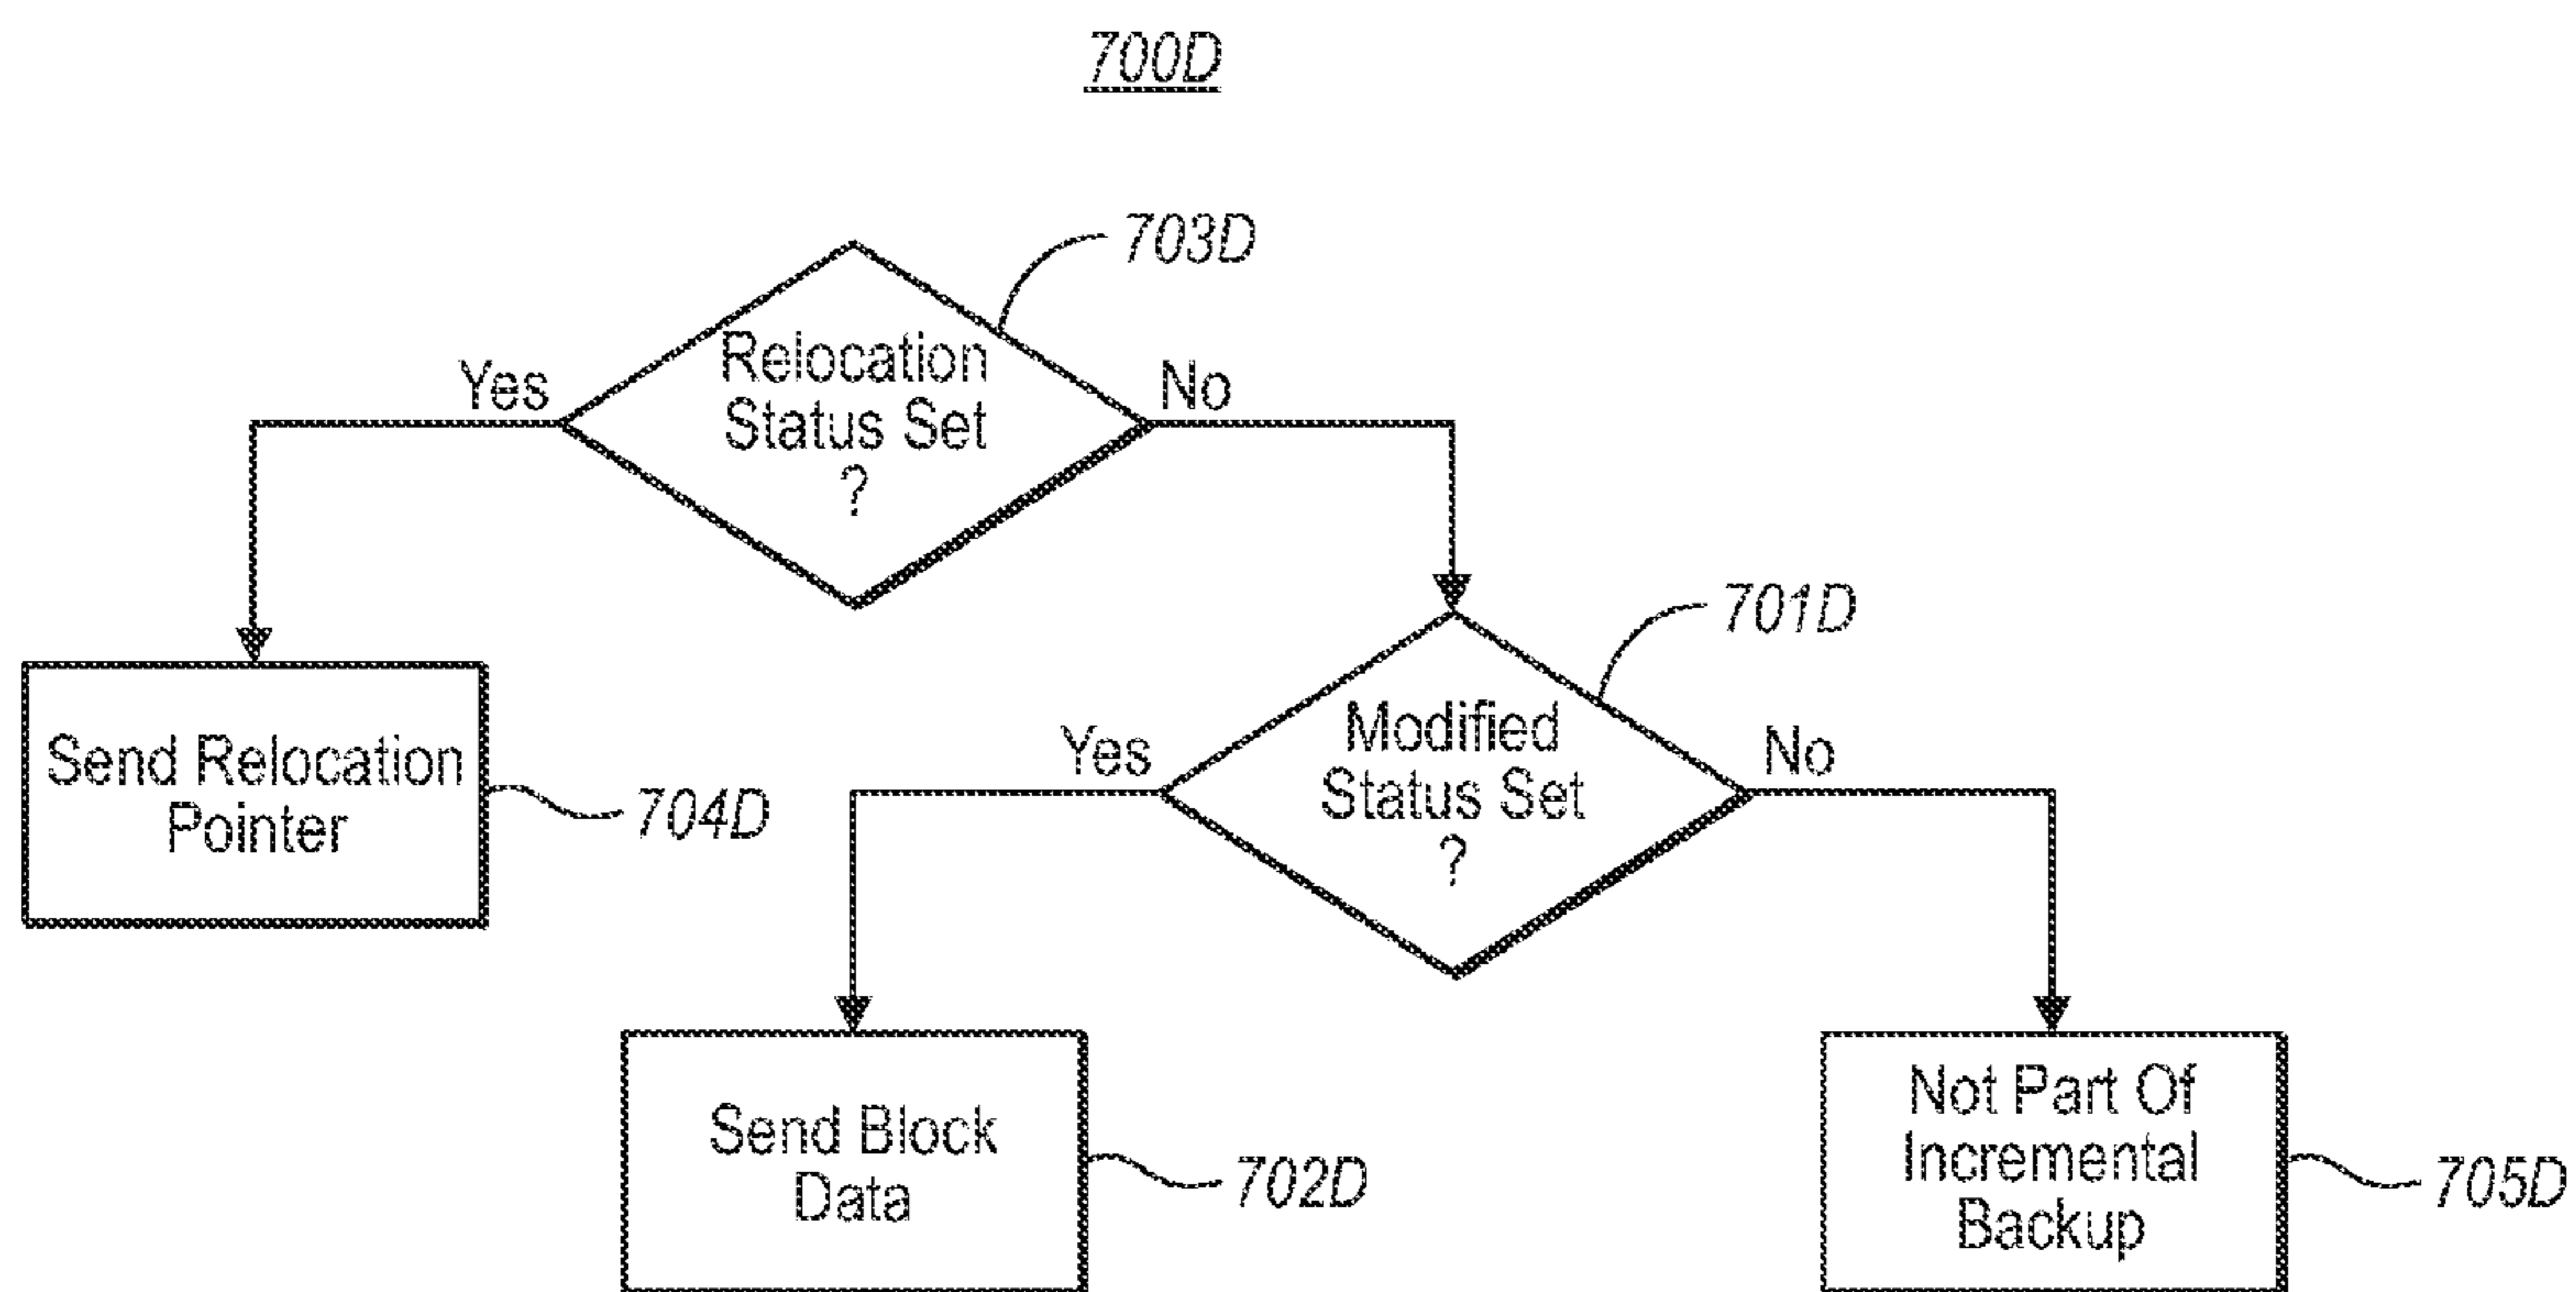 700D
703D
Relocation
Status Set
?
Yes
No
701D
Modified
Status Set
?
Yes
No
Send Relocation
Pointer
704D
Send Block
Data
702D
Not Part Of
Incremental
Backup
705D